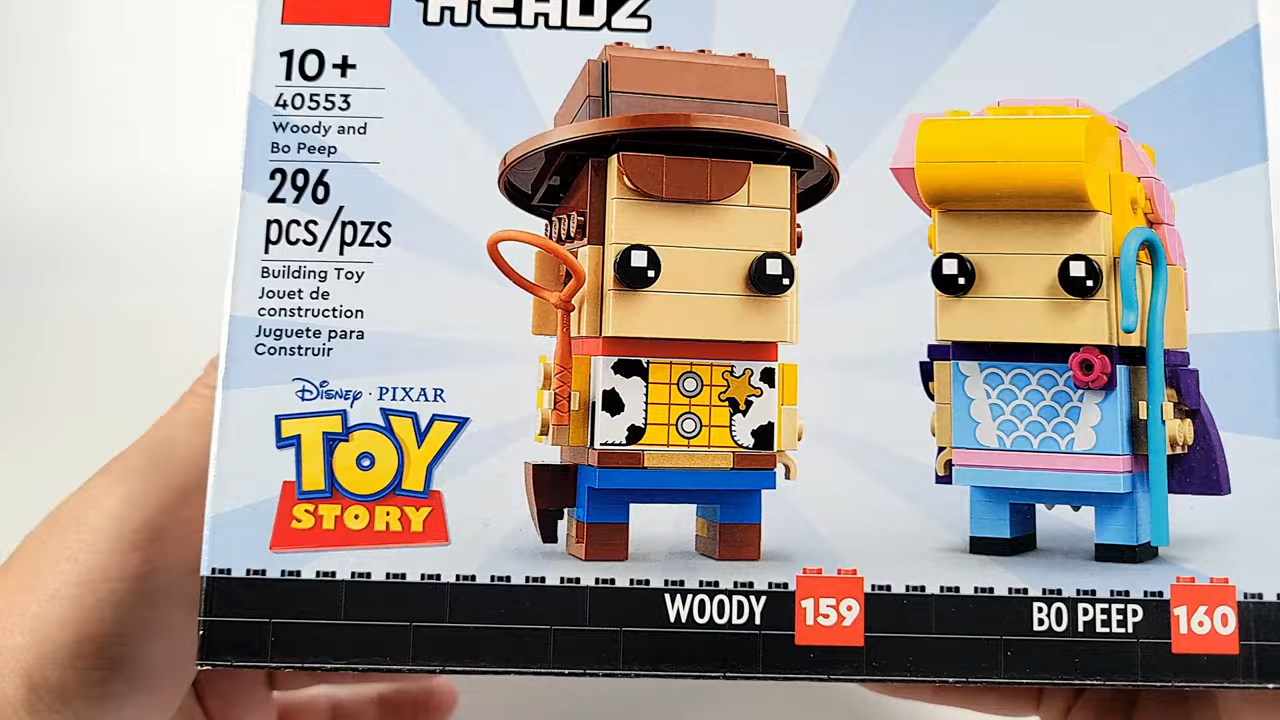 HEADZ
10+
40553
Woody and
Bo Peep
296
pcs/pzs
Building Toy
Jouet de
construction
Juguete para
Construir
Disney · PIXAR
TOY
STORY
WOODY 159
BO PEEP 160